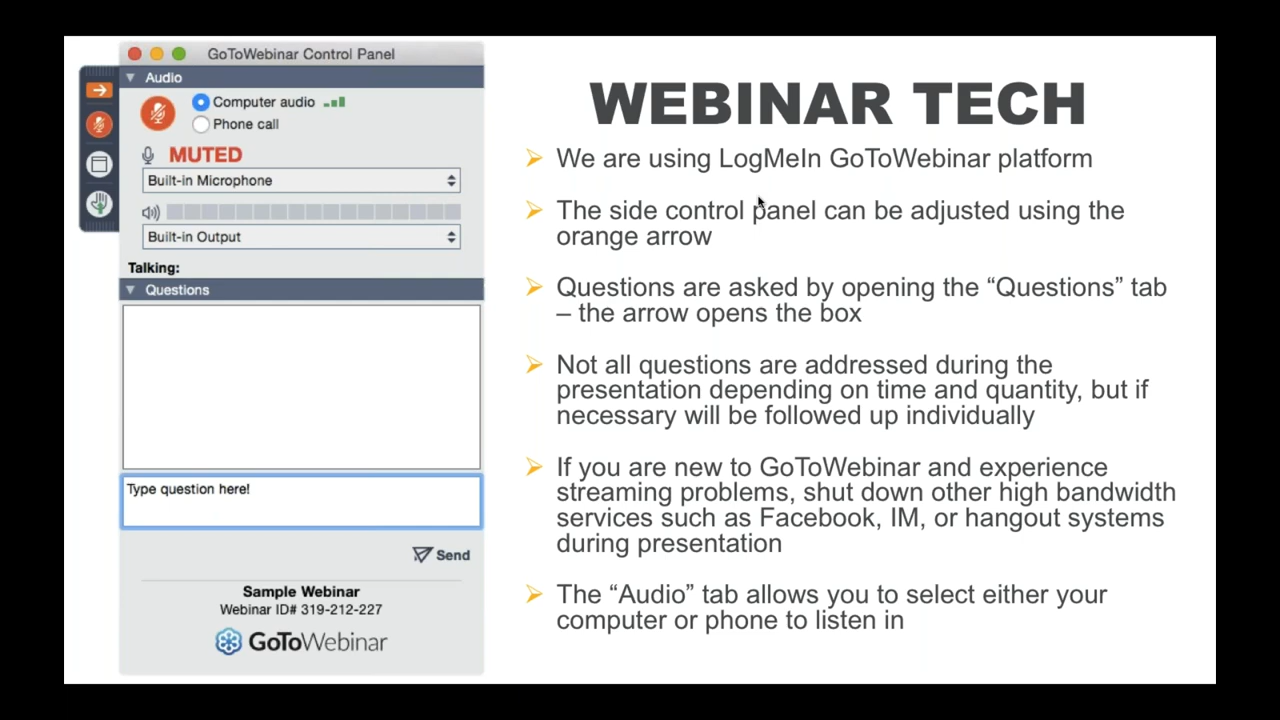 GoToWebinar Control Panel
Audio
Computer audio
Phone call
MUTED
Built-in Microphone
Built-in Output
Talking:
Questions
Type question here!
Send
Sample Webinar
Webinar ID# 319-212-227
GoToWebinar
WEBINAR TECH
We are using LogMeIn GoToWebinar platform
The side control panel can be adjusted using the
orange arrow
Questions are asked by opening the “Questions” tab
– the arrow opens the box
Not all questions are addressed during the
presentation depending on time and quantity, but if
necessary will be followed up individually
If you are new to GoToWebinar and experience
streaming problems, shut down other high bandwidth
services such as Facebook, IM, or hangout systems
during presentation
The “Audio” tab allows you to select either your
computer or phone to listen in